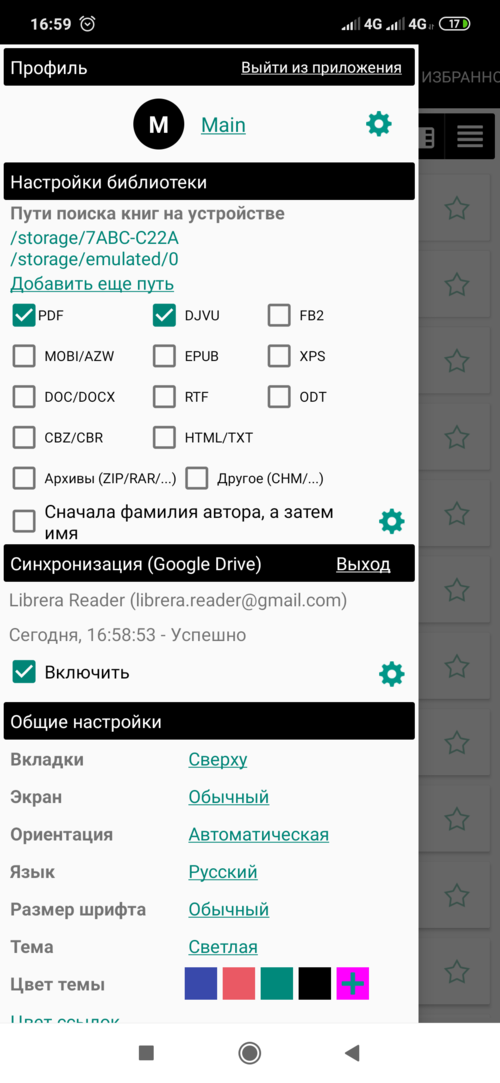 16:59 4G 4G 17
Профиль Выйти из приложения ИЗБРАННО
M Main
Настройки библиотеки
Пути поиска книг на устройстве
/storage/7ABC-C22A
/storage/emulated/0
Добавить еще путь
PDF DJVU FB2
MOBI/AZW EPUB XPS
DOC/DOCX RTF ODT
CBZ/CBR HTML/TXT
Архивы (ZIP/RAR/...) Другое (CHM/...)
Сначала фамилия автора, а затем
имя
Синхронизация (Google Drive) Выход
Librera Reader (librera.reader@gmail.com)
Сегодня, 16:58:53 - Успешно
Включить
Общие настройки
Вкладки Сверху
Экран Обычный
Ориентация Автоматическая
Язык Русский
Размер шрифта Обычный
Тема Светлая
Цвет темы
Цвет ссылок